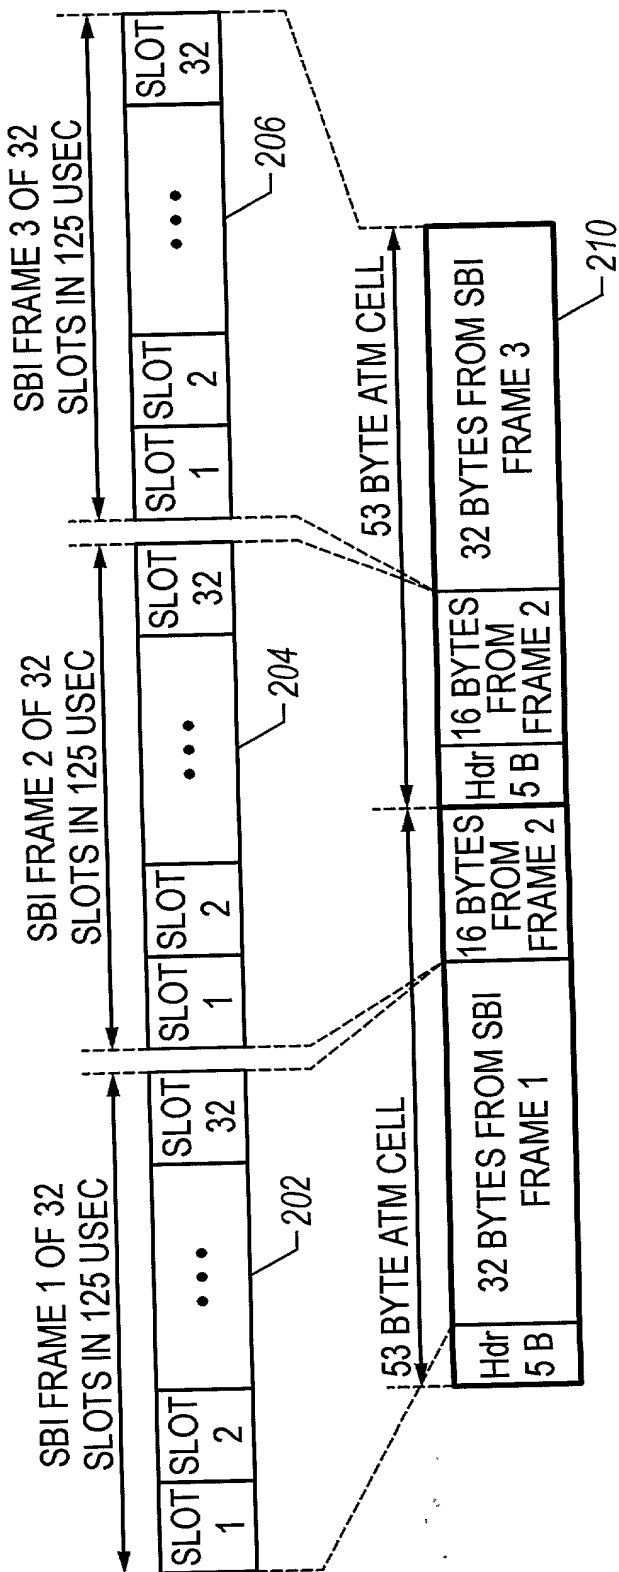 SBI FRAME 1 OF 32
SLOTS IN 125 USEC
SBI FRAME 2 OF 32
SLOTS IN 125 USEC
SBI FRAME 3 OF 32
SLOTS IN 125 USEC
SLOT
1
SLOT
2
•••
SLOT
32
202
SLOT
1
SLOT
2
•••
SLOT
32
204
SLOT
1
SLOT
2
•••
SLOT
32
206
53 BYTE ATM CELL
53 BYTE ATM CELL
Hdr
5 B
32 BYTES FROM SBI
FRAME 1
16 BYTES
FROM
FRAME 2
Hdr
5 B
16 BYTES
FROM
FRAME 2
32 BYTES FROM SBI
FRAME 3
210